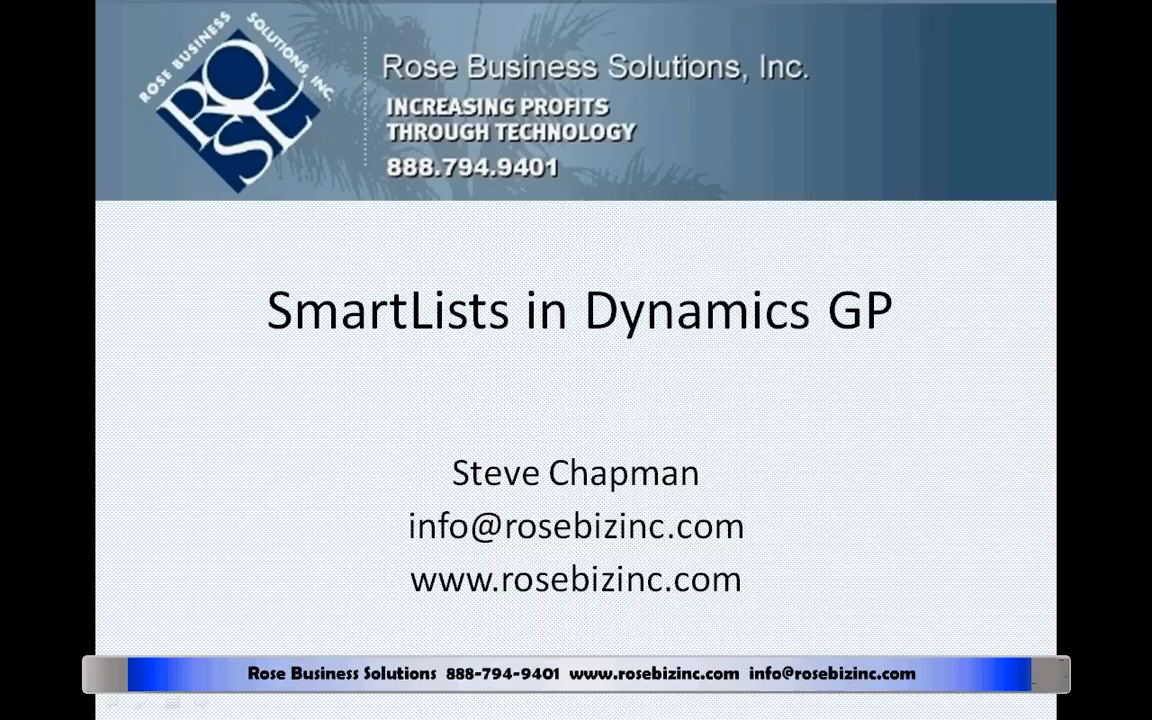 ROSE BUSINESS SOLUTIONS, INC.
RBSI
Rose Business Solutions, Inc.
INCREASING PROFITS
THROUGH TECHNOLOGY
888.794.9401
SmartLists in Dynamics GP
Steve Chapman
info@rosebizinc.com
www.rosebizinc.com
Rose Business Solutions 888-794-9401 www.rosebizinc.com info@rosebizinc.com